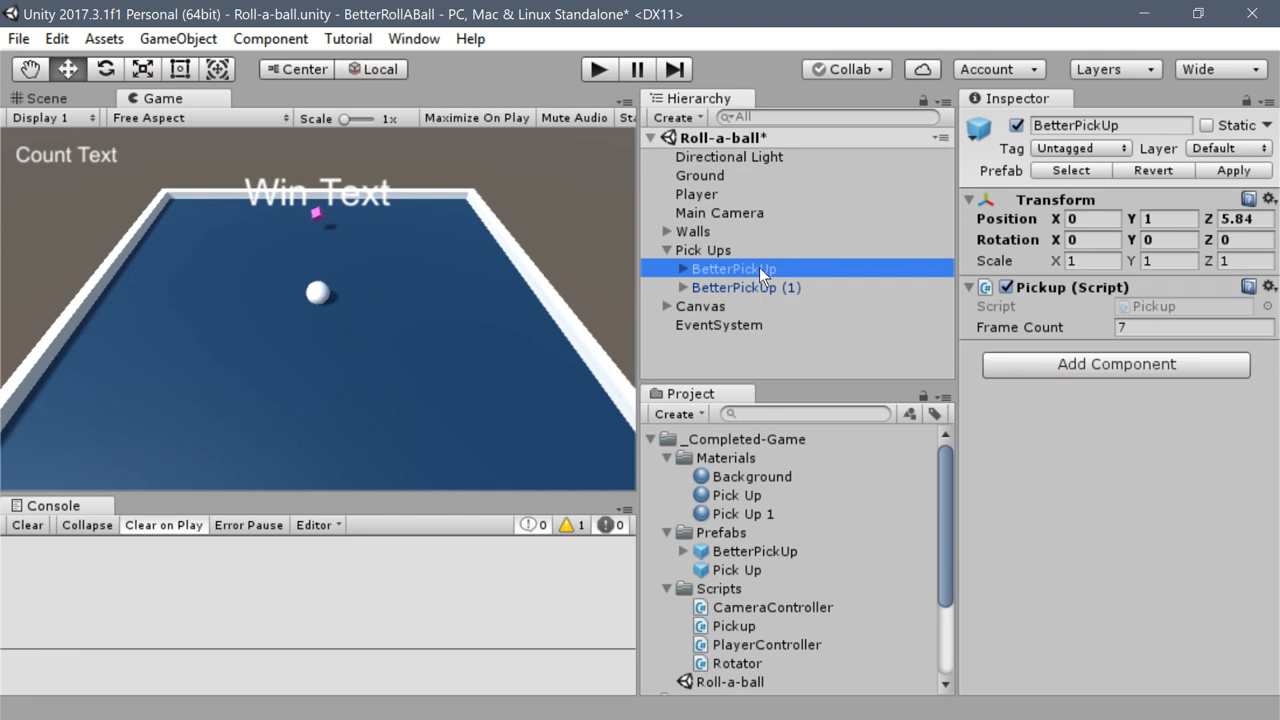 Unity 2017.3.1f1 Personal (64bit) - Roll-a-ball.unity - BetterRollABall - PC, Mac & Linux Standalone* <DX11>
File Edit Assets GameObject Component Tutorial Window Help
Center Local Collab Account Layers Wide
Scene Game
Display 1 Free Aspect Scale 1x Maximize On Play Mute Audio Sta
Count Text
Win Text
Console
Clear Collapse Clear on Play Error Pause Editor 0 1 0
Hierarchy
Create All
Roll-a-ball*
Directional Light
Ground
Player
Main Camera
Walls
Pick Ups
BetterPickUp
BetterPickUp (1)
Canvas
EventSystem
Project
Create
_Completed-Game
Materials
Background
Pick Up
Pick Up 1
Prefabs
BetterPickUp
Pick Up
Scripts
CameraController
Pickup
PlayerController
Rotator
Roll-a-ball
Inspector
BetterPickUp Static
Tag Untagged Layer Default
Prefab Select Revert Apply
Transform
Position X 0 Y 1 Z 5.84
Rotation X 0 Y 0 Z 0
Scale X 1 Y 1 Z 1
Pickup (Script)
Script Pickup
Frame Count 7
Add Component